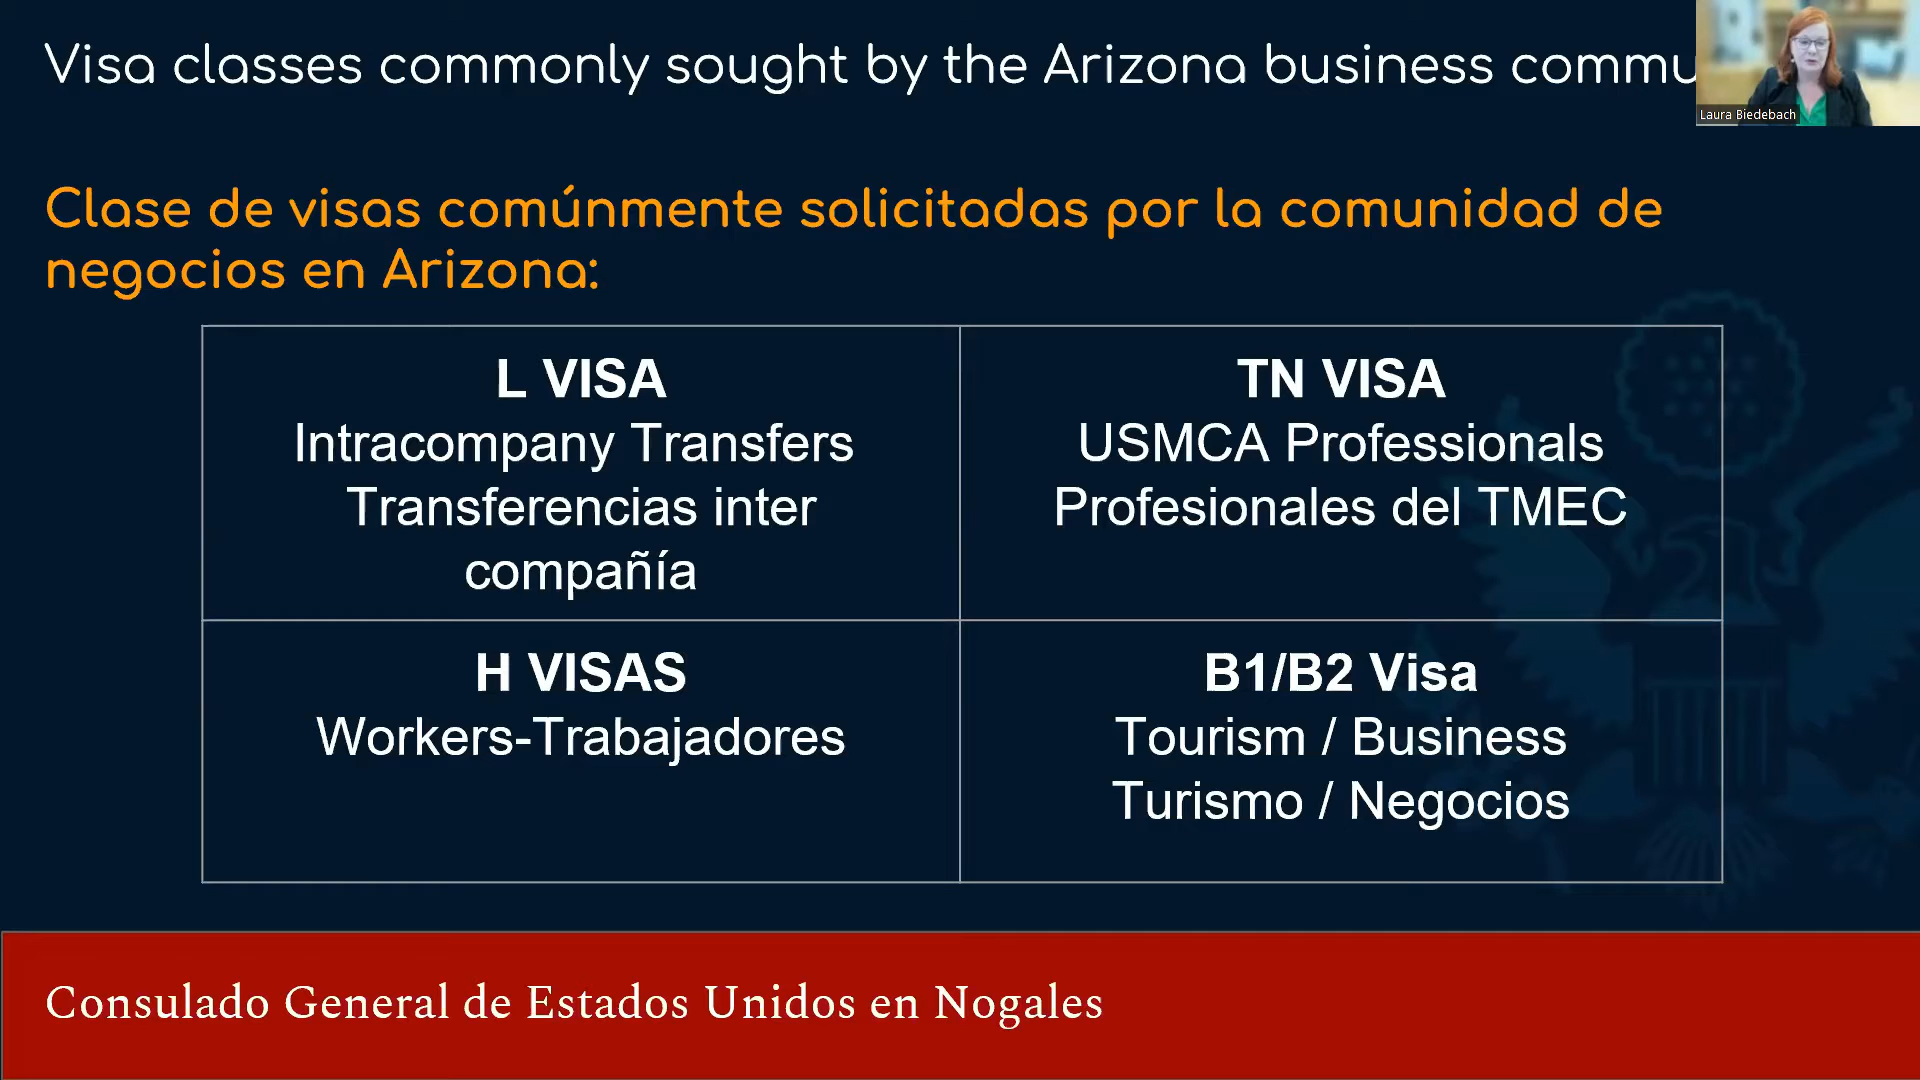 Visa classes commonly sought by the Arizona business commu
Laura Biedebach
Clase de visas comúnmente solicitadas por la comunidad de
negocios en Arizona:
L VISA
Intracompany Transfers
Transferencias inter
compañía
TN VISA
USMCA Professionals
Profesionales del TMEC
H VISAS
Workers-Trabajadores
B1/B2 Visa
Tourism / Business
Turismo / Negocios
Consulado General de Estados Unidos en Nogales